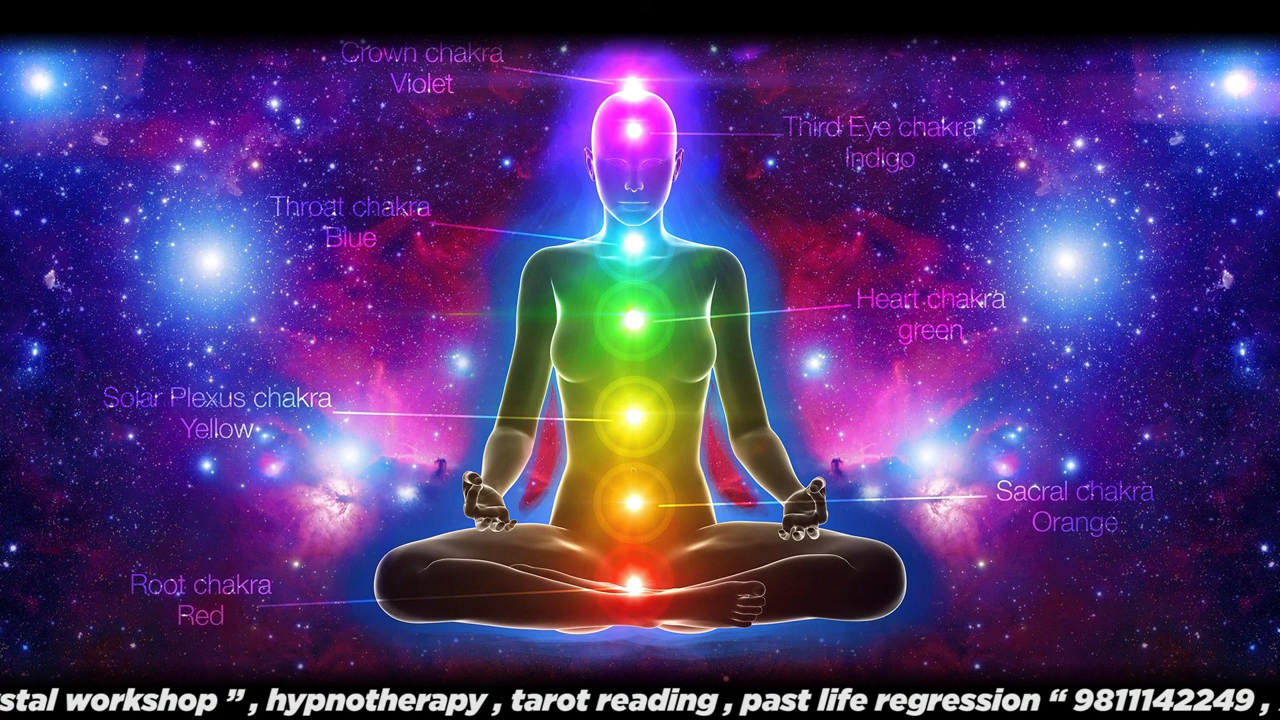 Crown chakra
Violet
Third Eye chakra
Indigo
Throat chakra
Blue
Heart chakra
green
Solar Plexus chakra
Yellow
Sacral chakra
Orange
Root chakra
Red
stal workshop ” , hypnotherapy , tarot reading , past life regression “ 9811142249 ,